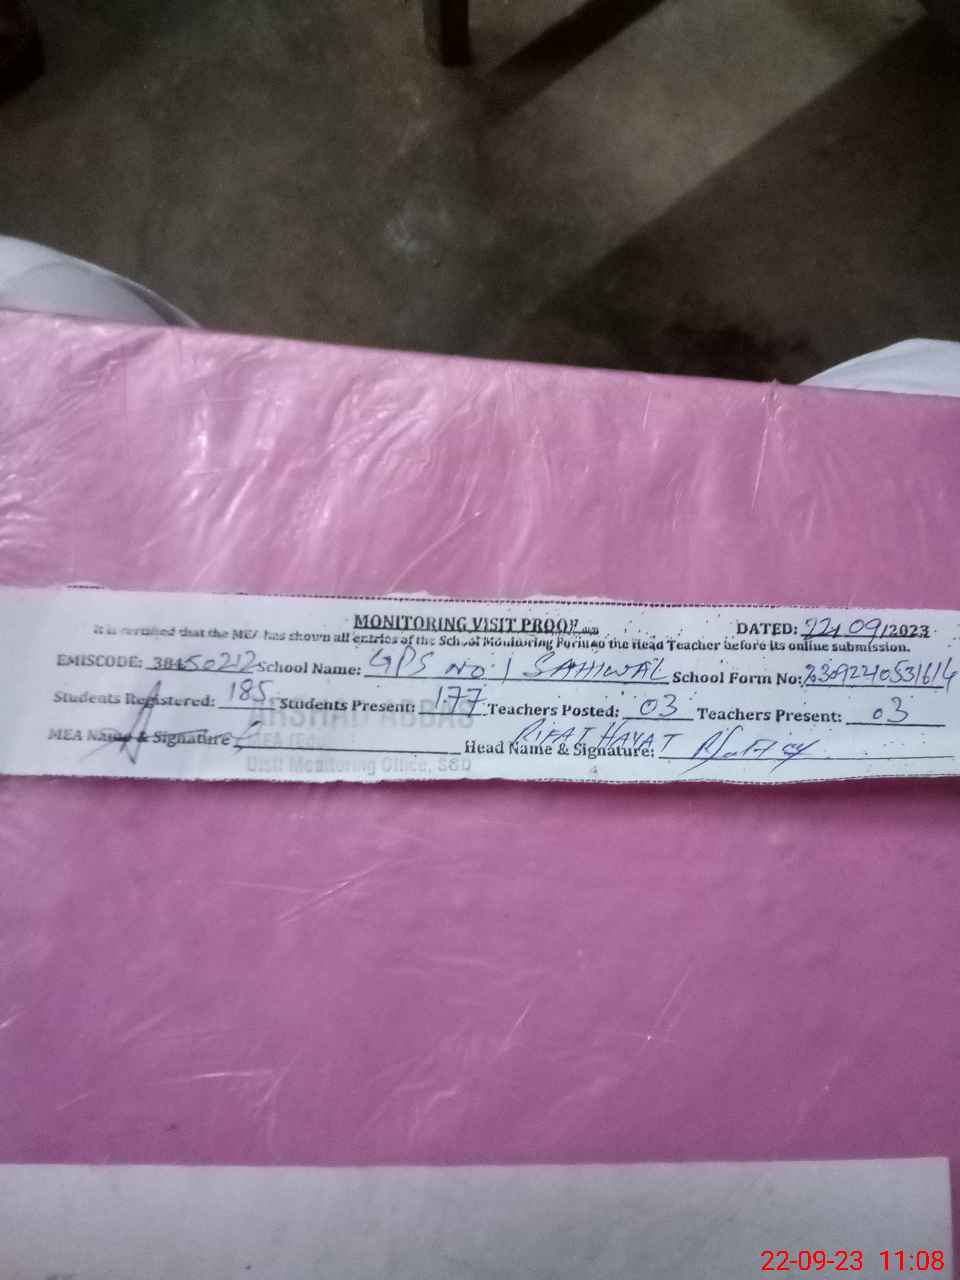 MONITORING VISIT PROOF
DATED: 22/09/2023
It is certified that the MEA has shown all entries of the School Monitoring Form to the Head Teacher before its online submission.
EMISCODE: 38450212 School Name: GPS NO 1 SAHIWAL School Form No:
Students Registered: 185 Students Present: 177 Teachers Posted: 03 Teachers Present: 03
ARSHAD ABBAS
MEA Name & Signature Head Name & Signature: RIFAT HAYAT
MEA
Distt Monitoring Office, SGD
22-09-23 11:08